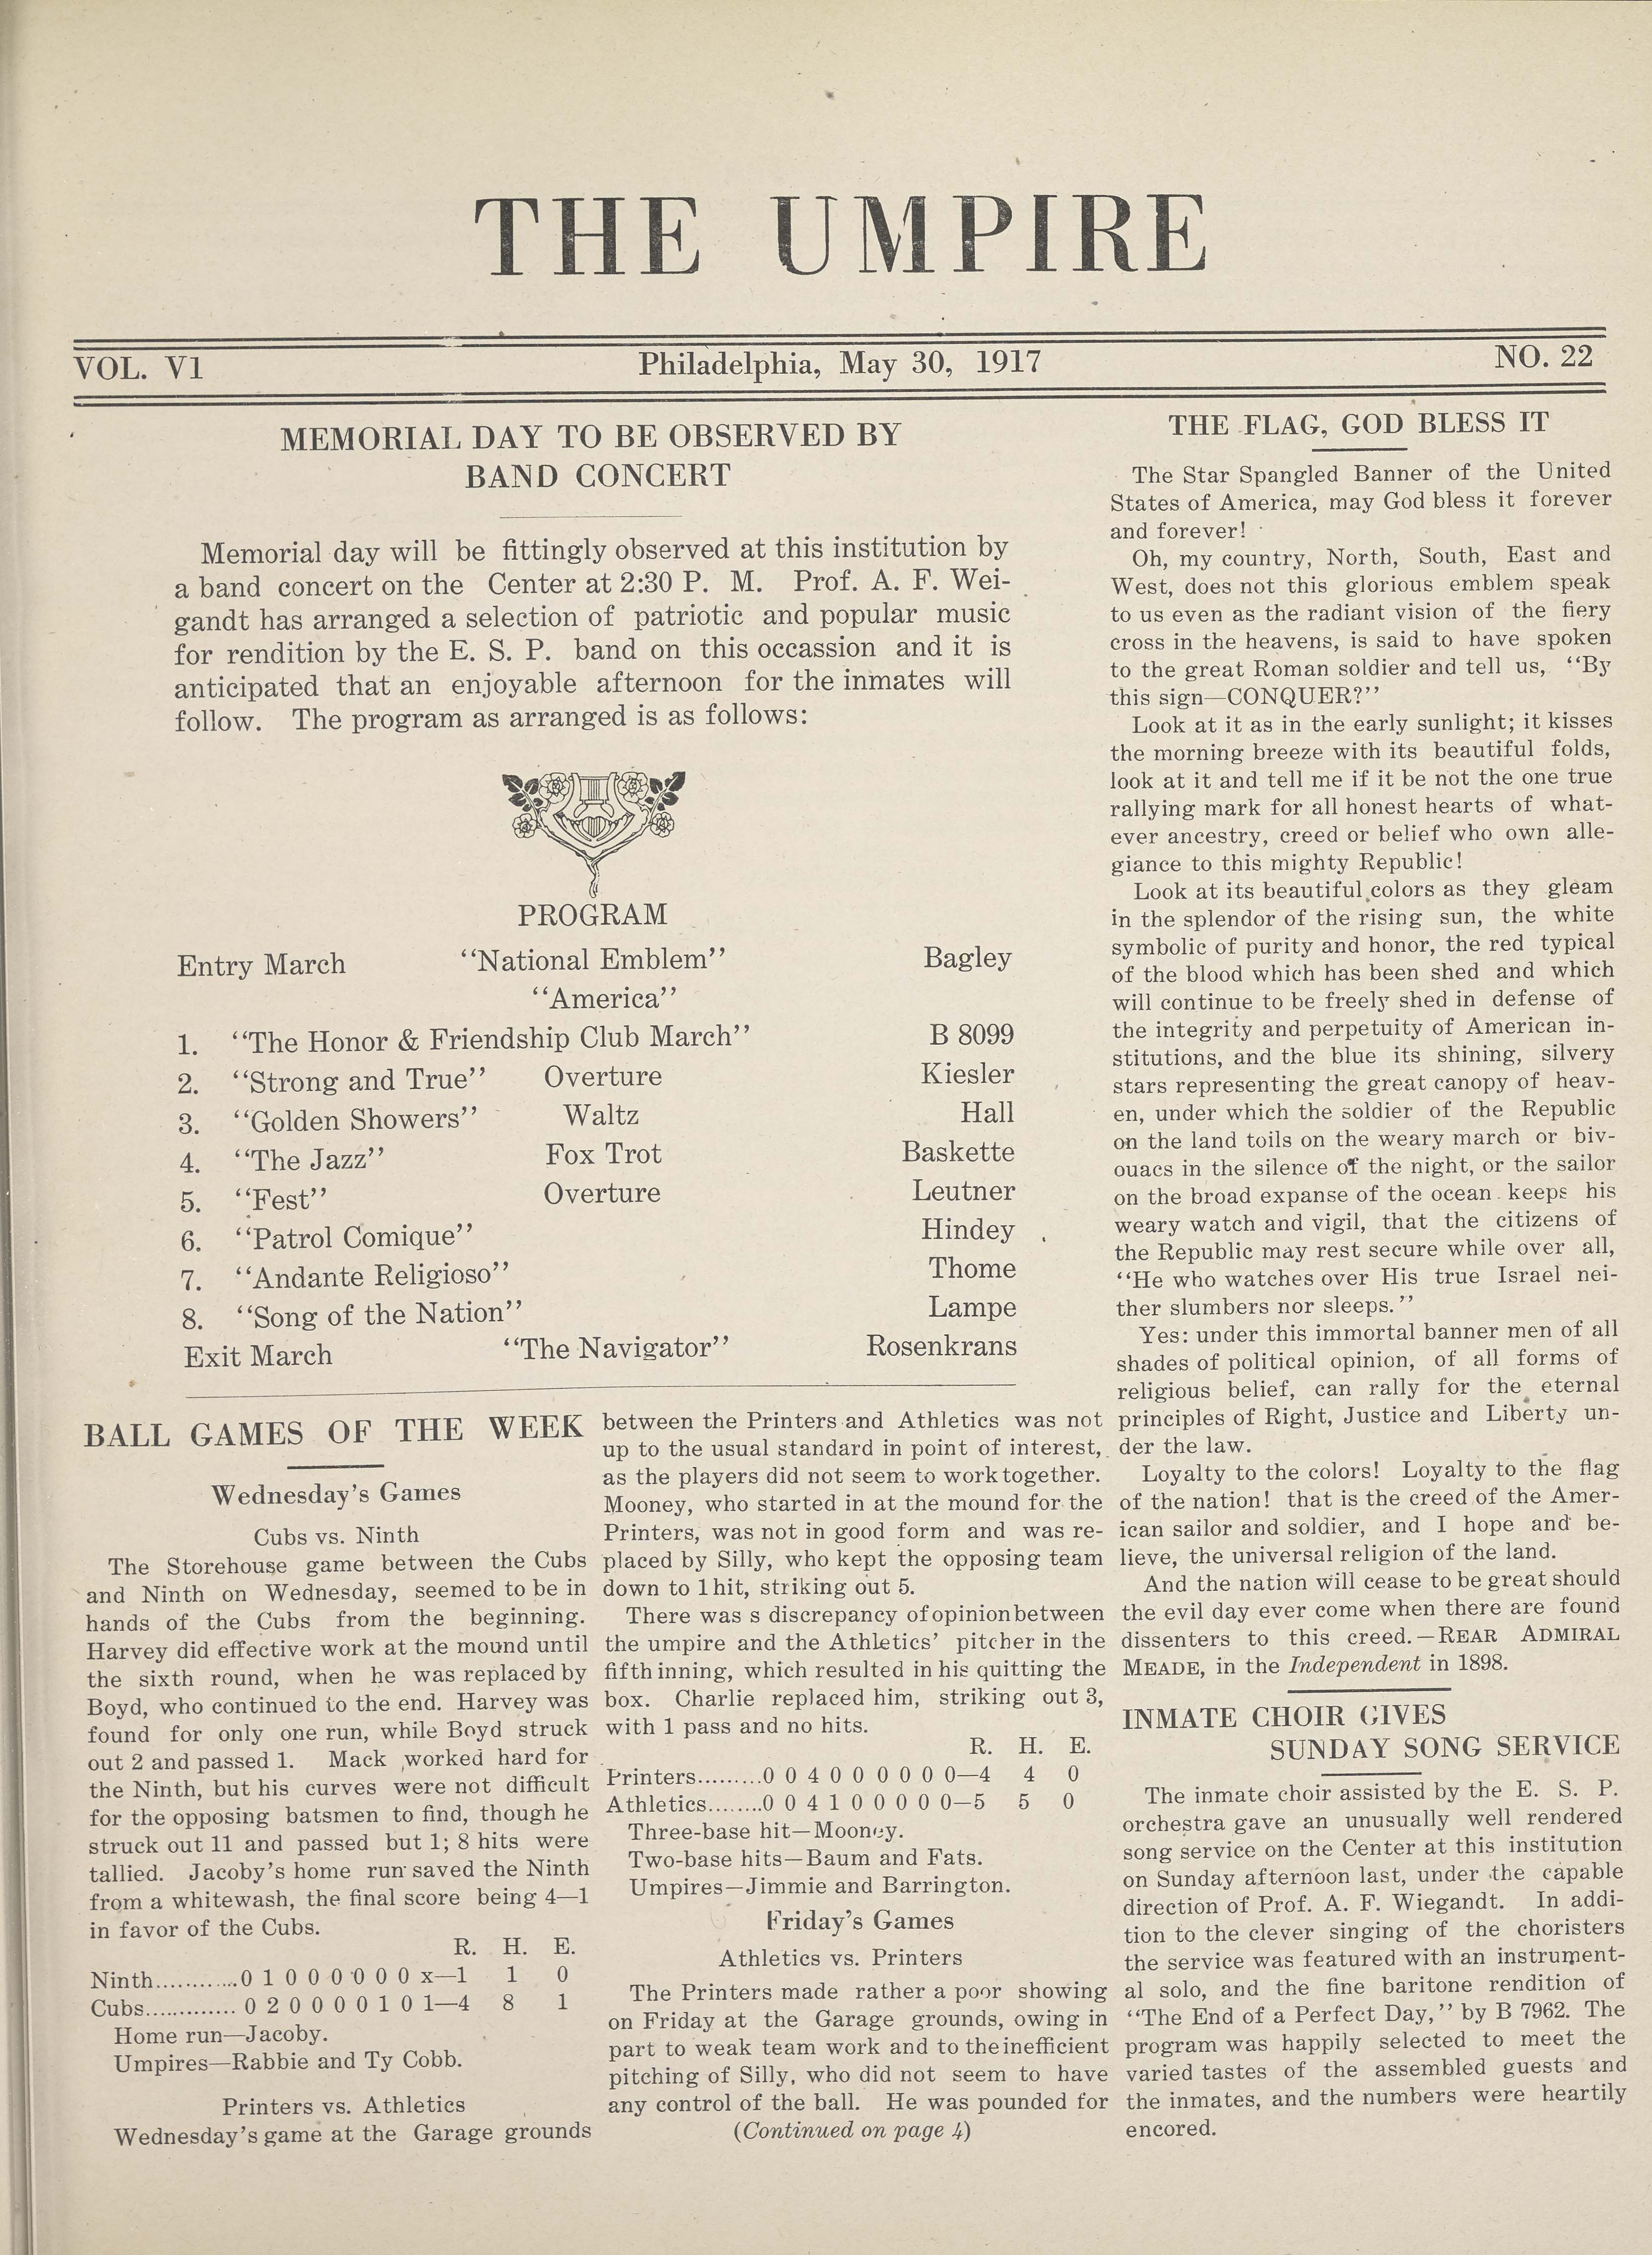 THE UMPIRE
VOL. V1 Philadelphia, May 30, 1917 NO. 22
MEMORIAL DAY TO BE OBSERVED BY
BAND CONCERT
Memorial day will be fittingly observed at this institution by
a band concert on the Center at 2:30 P. M. Prof. A. F. Wei-
gandt has arranged a selection of patriotic and popular music
for rendition by the E. S. P. band on this occassion and it is
anticipated that an enjoyable afternoon for the inmates will
follow. The program as arranged is as follows:
PROGRAM
Entry March ‘‘National Emblem’’ Bagley
‘‘America’’
1. ‘‘The Honor & Friendship Club March’’ B 8099
2. ‘‘Strong and True’’ Overture Kiesler
3. ‘‘Golden Showers’’ Waltz Hall
4. ‘‘The Jazz’’ Fox Trot Baskette
5. ‘‘Fest’’ Overture Leutner
6. ‘‘Patrol Comique’’ Hindey
7. ‘‘Andante Religioso’’ Thome
8. ‘‘Song of the Nation’’ Lampe
Exit March ‘‘The Navigator’’ Rosenkrans
BALL GAMES OF THE WEEK
Wednesday’s Games
Cubs vs. Ninth
The Storehouse game between the Cubs
and Ninth on Wednesday, seemed to be in
hands of the Cubs from the beginning.
Harvey did effective work at the mound until
the sixth round, when he was replaced by
Boyd, who continued to the end. Harvey was
found for only one run, while Boyd struck
out 2 and passed 1. Mack worked hard for
the Ninth, but his curves were not difficult
for the opposing batsmen to find, though he
struck out 11 and passed but 1; 8 hits were
tallied. Jacoby’s home run saved the Ninth
from a whitewash, the final score being 4—1
in favor of the Cubs.
R. H. E.
Ninth............0 1 0 0 0 0 0 0 x—1 1 0
Cubs............. 0 2 0 0 0 0 1 0 1—4 8 1
Home run—Jacoby.
Umpires—Rabbie and Ty Cobb.
Printers vs. Athletics
Wednesday’s game at the Garage grounds
between the Printers and Athletics was not
up to the usual standard in point of interest,
as the players did not seem to work together.
Mooney, who started in at the mound for the
Printers, was not in good form and was re-
placed by Silly, who kept the opposing team
down to 1 hit, striking out 5.
There was s discrepancy of opinion between
the umpire and the Athletics’ pitcher in the
fifth inning, which resulted in his quitting the
box. Charlie replaced him, striking out 3,
with 1 pass and no hits.
R. H. E.
Printers.........0 0 4 0 0 0 0 0 0—4 4 0
Athletics........0 0 4 1 0 0 0 0 0—5 5 0
Three-base hit—Mooney.
Two-base hits—Baum and Fats.
Umpires—Jimmie and Barrington.
Friday’s Games
Athletics vs. Printers
The Printers made rather a poor showing
on Friday at the Garage grounds, owing in
part to weak team work and to the inefficient
pitching of Silly, who did not seem to have
any control of the ball. He was pounded for
(Continued on page 4)
THE FLAG, GOD BLESS IT
The Star Spangled Banner of the United
States of America, may God bless it forever
and forever!
Oh, my country, North, South, East and
West, does not this glorious emblem speak
to us even as the radiant vision of the fiery
cross in the heavens, is said to have spoken
to the great Roman soldier and tell us, ‘‘By
this sign—CONQUER?’’
Look at it as in the early sunlight; it kisses
the morning breeze with its beautiful folds,
look at it and tell me if it be not the one true
rallying mark for all honest hearts of what-
ever ancestry, creed or belief who own alle-
giance to this mighty Republic!
Look at its beautiful colors as they gleam
in the splendor of the rising sun, the white
symbolic of purity and honor, the red typical
of the blood which has been shed and which
will continue to be freely shed in defense of
the integrity and perpetuity of American in-
stitutions, and the blue its shining, silvery
stars representing the great canopy of heav-
en, under which the soldier of the Republic
on the land toils on the weary march or biv-
ouacs in the silence of the night, or the sailor
on the broad expanse of the ocean keeps his
weary watch and vigil, that the citizens of
the Republic may rest secure while over all,
‘‘He who watches over His true Israel nei-
ther slumbers nor sleeps.’’
Yes: under this immortal banner men of all
shades of political opinion, of all forms of
religious belief, can rally for the eternal
principles of Right, Justice and Liberty un-
der the law.
Loyalty to the colors! Loyalty to the flag
of the nation! that is the creed of the Amer-
ican sailor and soldier, and I hope and be-
lieve, the universal religion of the land.
And the nation will cease to be great should
the evil day ever come when there are found
dissenters to this creed.—REAR ADMIRAL
MEADE, in the Independent in 1898.
INMATE CHOIR GIVES
SUNDAY SONG SERVICE
The inmate choir assisted by the E. S. P.
orchestra gave an unusually well rendered
song service on the Center at this institution
on Sunday afternoon last, under the capable
direction of Prof. A. F. Wiegandt. In addi-
tion to the clever singing of the choristers
the service was featured with an instrument-
al solo, and the fine baritone rendition of
‘‘The End of a Perfect Day,’’ by B 7962. The
program was happily selected to meet the
varied tastes of the assembled guests and
the inmates, and the numbers were heartily
encored.